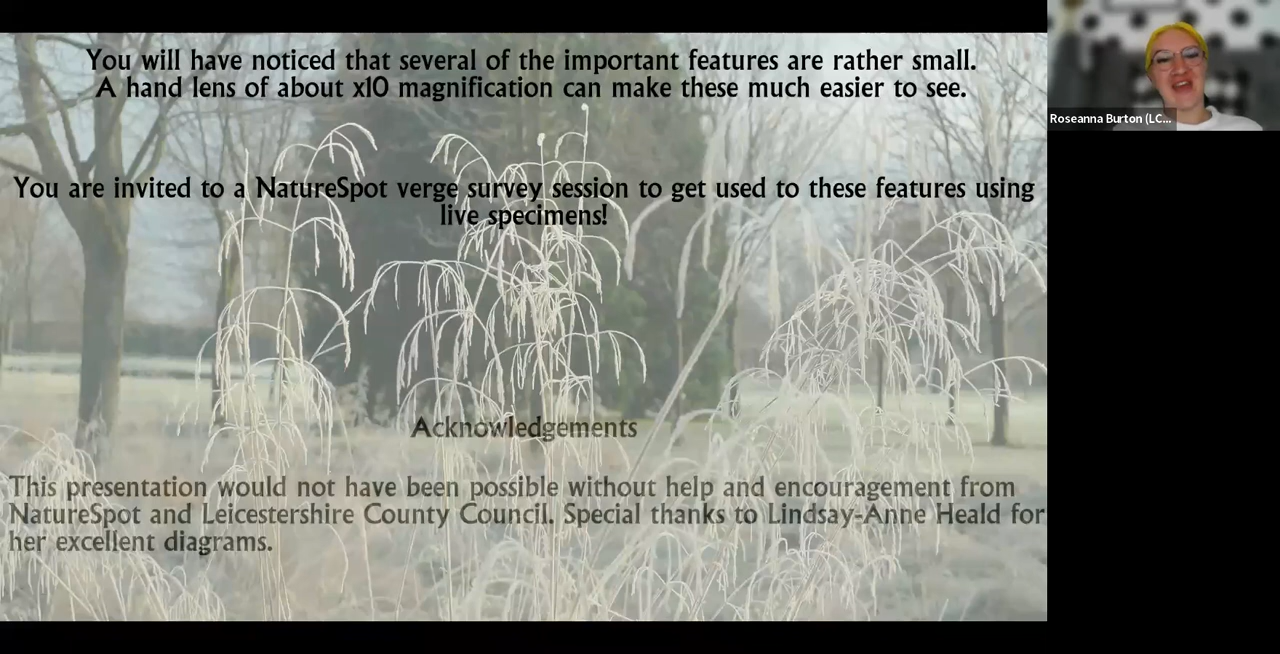 You will have noticed that several of the important features are rather small.
A hand lens of about x10 magnification can make these much easier to see.
You are invited to a NatureSpot verge survey session to get used to these features using
live specimens!
Acknowledgements
This presentation would not have been possible without help and encouragement from
NatureSpot and Leicestershire County Council. Special thanks to Lindsay-Anne Heald for
her excellent diagrams.
Roseanna Burton (LC...